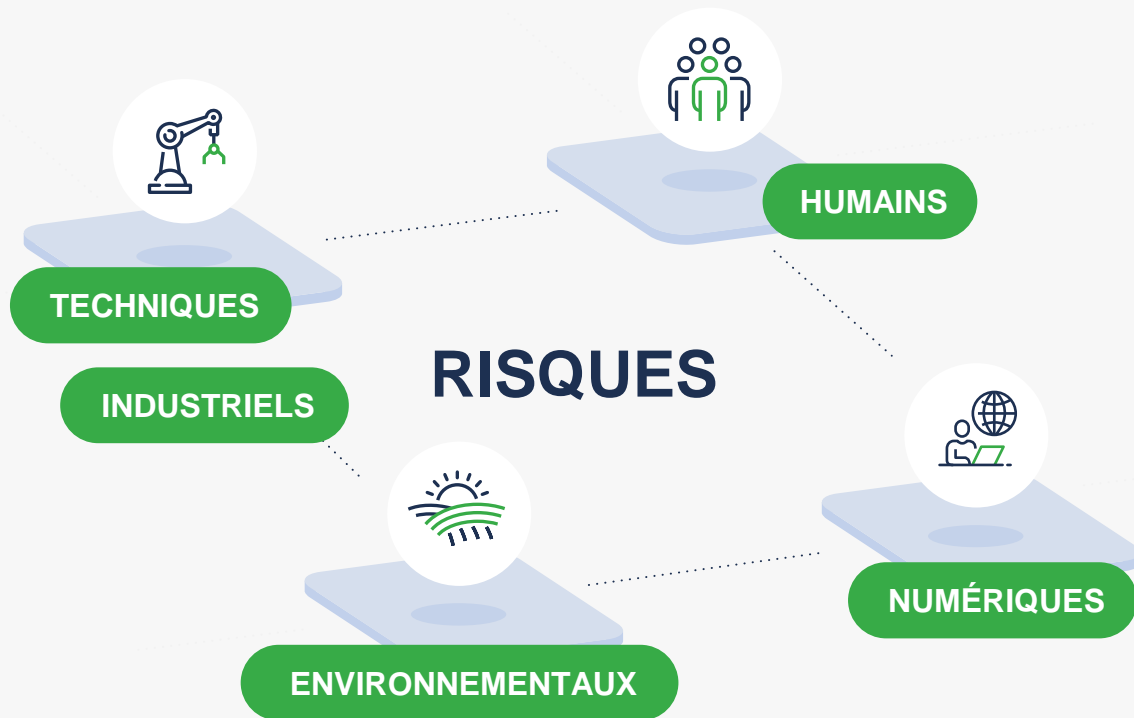 HUMAINS
TECHNIQUES
RISQUES
INDUSTRIELS
NUMÉRIQUES
ENVIRONNEMENTAUX